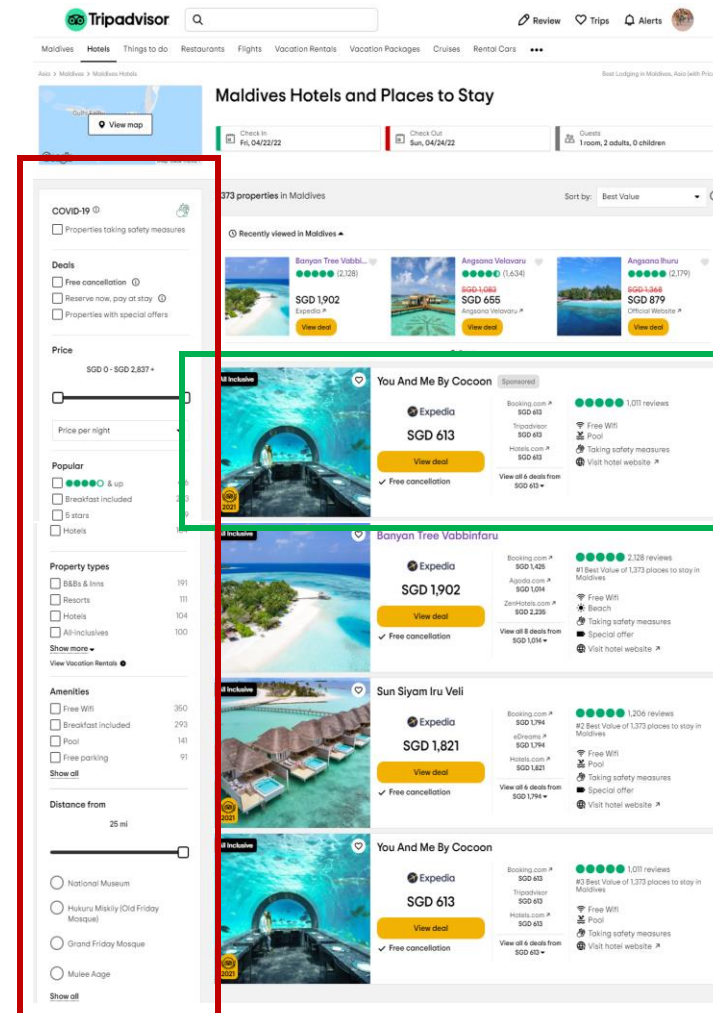 Tripadvisor
Review
Trips
Alerts
Maldives Hotels Things to do Restaurants Flights Vacation Rentals Vacation Packages Cruises Rental Cars •••
Asia > Maldives > Maldives Hotels
Best Lodging in Maldives, Asia (with Pric
View map
Maldives Hotels and Places to Stay
Check In
Fri, 04/22/22
Check Out
Sun, 04/24/22
Guests
1 room, 2 adults, 0 children
COVID-19
Properties taking safety measures
Deals
Free cancellation
Reserve now, pay at stay
Properties with special offers
Price
SGD 0 - SGD 2,837 +
Price per night
Popular
& up
Breakfast included
5 stars
Hotels
Property types
B&Bs & Inns 191
Resorts 111
Hotels 104
All-inclusives 100
Show more
View Vacation Rentals
Amenities
Free Wifi 350
Breakfast included 293
Pool 141
Free parking 91
Show all
Distance from
25 mi
National Museum
Hukuru Miskiiy (Old Friday
Mosque)
Grand Friday Mosque
Mulee Aage
Show all
373 properties in Maldives
Sort by: Best Value
Recently viewed in Maldives
Banyan Tree Vabbi...
(2,128)
SGD 1,902
Expedia
View deal
Angsana Velavaru
(1,634)
SGD 1,083
SGD 655
Angsana Velavaru
View deal
Angsana Ihuru
(2,179)
SGD 1,368
SGD 879
Official Website
View deal
All Inclusive
2021
You And Me By Cocoon Sponsored
Expedia
SGD 613
View deal
Free cancellation
Booking.com
SGD 613
Tripadvisor
SGD 613
Hotels.com
SGD 613
View all 6 deals from
SGD 613
1,011 reviews
Free Wifi
Pool
Taking safety measures
Visit hotel website
All Inclusive
Banyan Tree Vabbinfaru
Expedia
SGD 1,902
View deal
Free cancellation
Booking.com
SGD 1,425
Agoda.com
SGD 1,014
ZenHotels.com
SGD 2,235
View all 8 deals from
SGD 1,014
2,128 reviews
#1 Best Value of 1,373 places to stay in
Maldives
Free Wifi
Beach
Taking safety measures
Special offer
Visit hotel website
All Inclusive
2021
Sun Siyam Iru Veli
Expedia
SGD 1,821
View deal
Free cancellation
Booking.com
SGD 1,794
eDreams
SGD 1,794
Hotels.com
SGD 1,821
View all 6 deals from
SGD 1,794
1,206 reviews
#2 Best Value of 1,373 places to stay in
Maldives
Free Wifi
Pool
Taking safety measures
Special offer
Visit hotel website
All Inclusive
2021
You And Me By Cocoon
Expedia
SGD 613
View deal
Free cancellation
Booking.com
SGD 613
Tripadvisor
SGD 613
Hotels.com
SGD 613
View all 6 deals from
SGD 613
1,011 reviews
#3 Best Value of 1,373 places to stay in
Maldives
Free Wifi
Pool
Taking safety measures
Visit hotel website